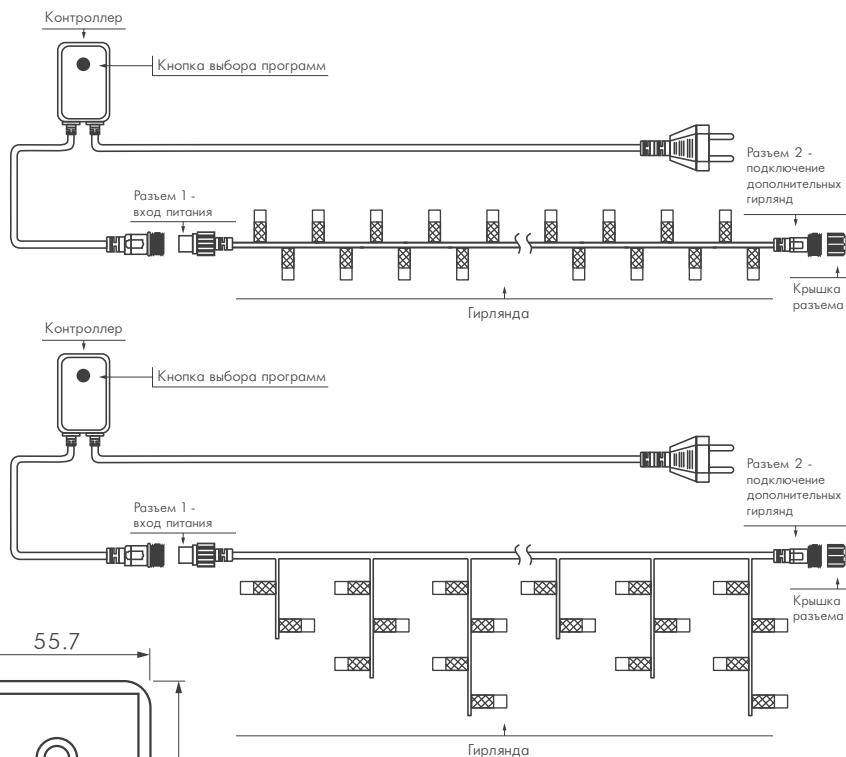 Контроллер
Кнопка выбора программ
Разъем 1 -
вход питания
Разъем 2 -
подключение
дополнительных
гирлянд
Крышка
разъема
Гирлянда
Контроллер
Кнопка выбора программ
Разъем 1 -
вход питания
Разъем 2 -
подключение
дополнительных
гирлянд
Крышка
разъема
55.7
Гирлянда